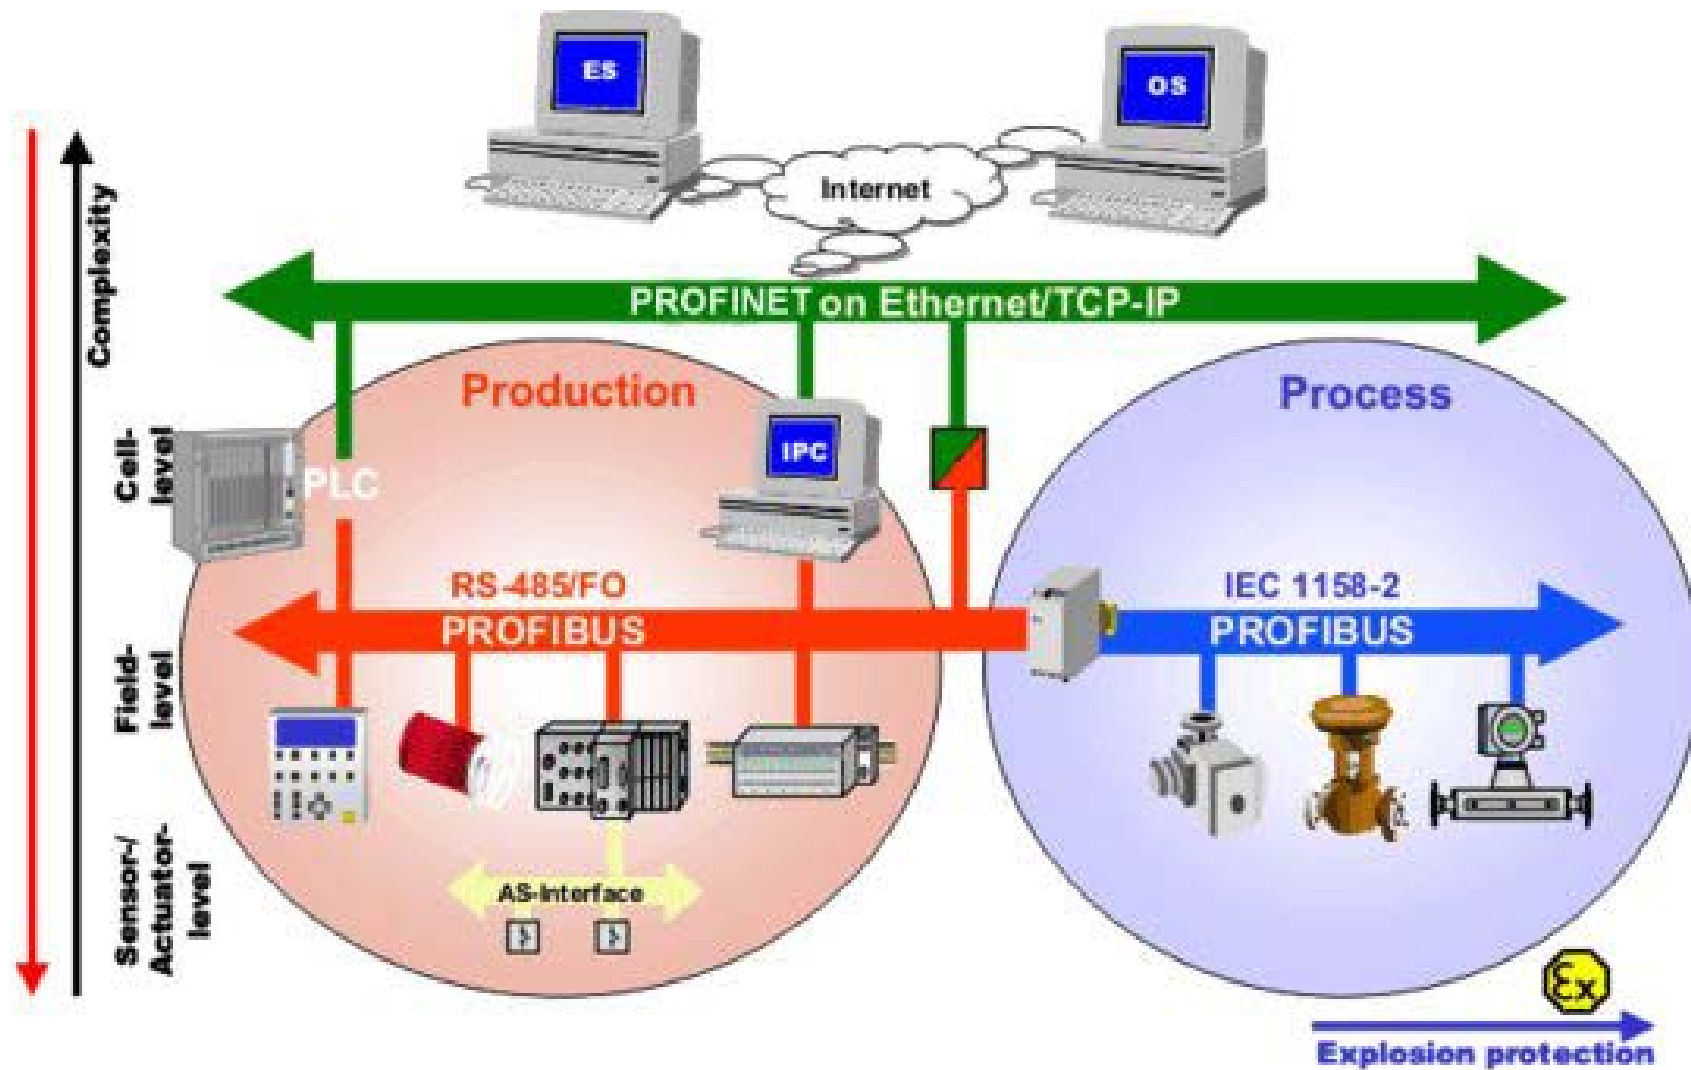 ES
OS
Internet
Complexity
PROFINET on Ethernet/TCP-IP
Production
Process
Cell-
level
PLC
IPC
RS-485/FO
PROFIBUS
IEC 1158-2
PROFIBUS
Field-
level
Sensor-/
Actuator-
level
AS-Interface
εx
Explosion protection